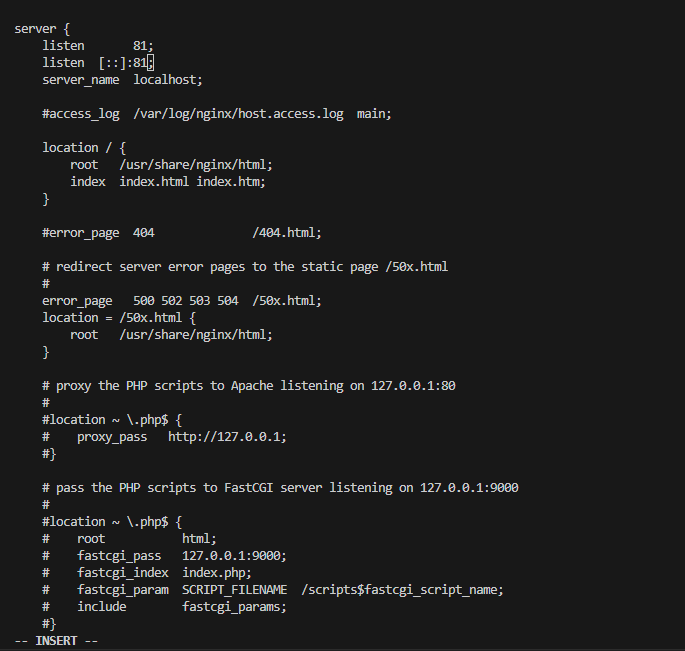 server {
    listen       81;
    listen  [::]:81;
    server_name  localhost;

    #access_log  /var/log/nginx/host.access.log  main;

    location / {
        root   /usr/share/nginx/html;
        index  index.html index.htm;
    }

    #error_page  404              /404.html;

    # redirect server error pages to the static page /50x.html
    #
    error_page   500 502 503 504  /50x.html;
    location = /50x.html {
        root   /usr/share/nginx/html;
    }

    # proxy the PHP scripts to Apache listening on 127.0.0.1:80
    #
    #location ~ \.php$ {
    #    proxy_pass   http://127.0.0.1;
    #}

    # pass the PHP scripts to FastCGI server listening on 127.0.0.1:9000
    #
    #location ~ \.php$ {
    #    root           html;
    #    fastcgi_pass   127.0.0.1:9000;
    #    fastcgi_index  index.php;
    #    fastcgi_param  SCRIPT_FILENAME  /scripts$fastcgi_script_name;
    #    include        fastcgi_params;
    #}
-- INSERT --